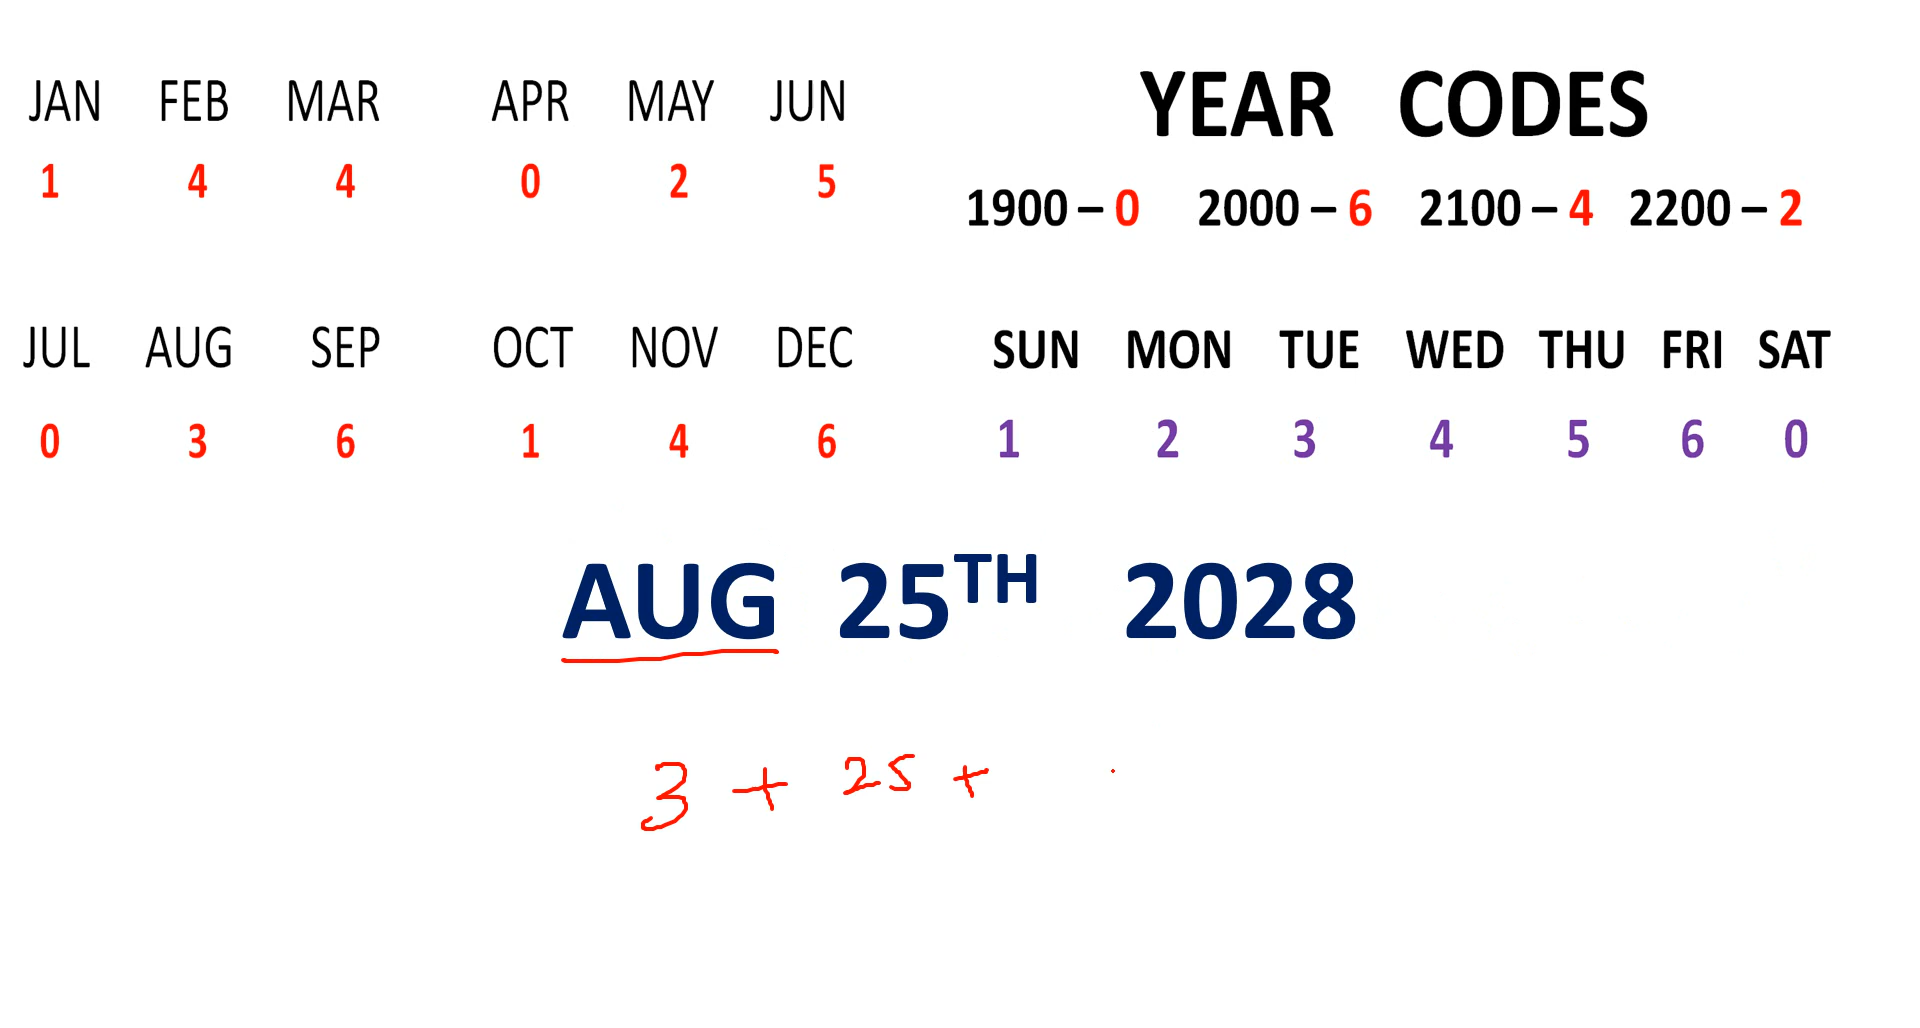 JAN FEB MAR APR MAY JUN
1 4 4 0 2 5
JUL AUG SEP OCT NOV DEC
0 3 6 1 4 6
YEAR CODES
1900 – 0 2000 – 6 2100 – 4 2200 – 2
SUN MON TUE WED THU FRI SAT
1 2 3 4 5 6 0
AUG 25TH 2028
3 + 25 +